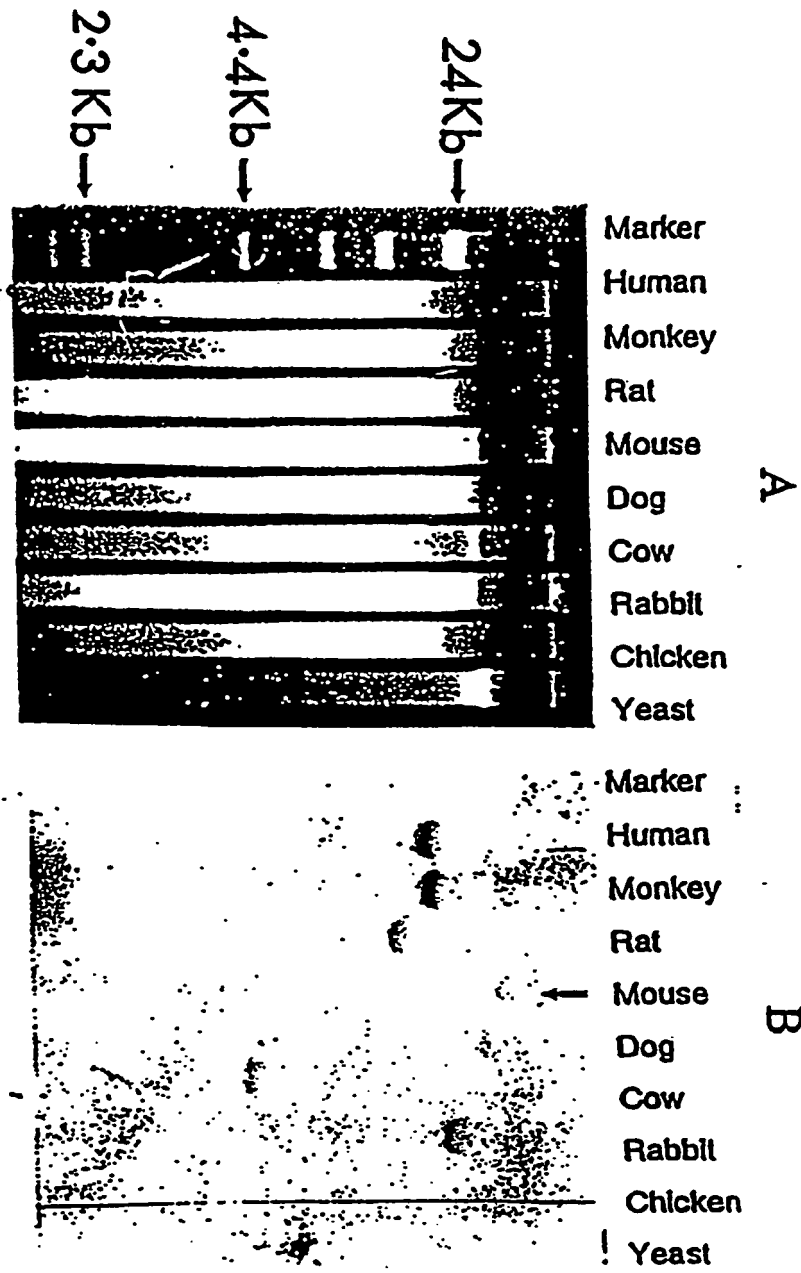 2·3 Kb→
4·4Kb→
24Kb→
Marker
Human
Monkey
Rat
Mouse
Dog
Cow
Rabbit
Chicken
Yeast
A
Marker
Human
Monkey
Rat
Mouse
Dog
Cow
Rabbit
Chicken
Yeast
B